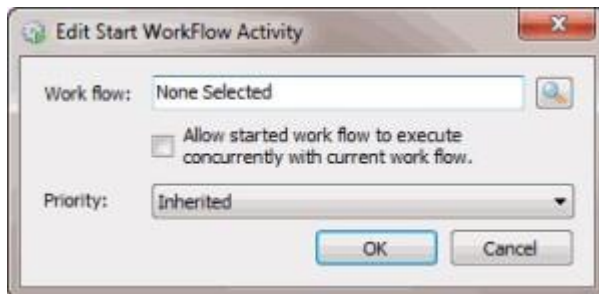 Edit Start WorkFlow Activity
Work flow: None Selected
Allow started work flow to execute
concurrently with current work flow.
Priority: Inherited
OK Cancel